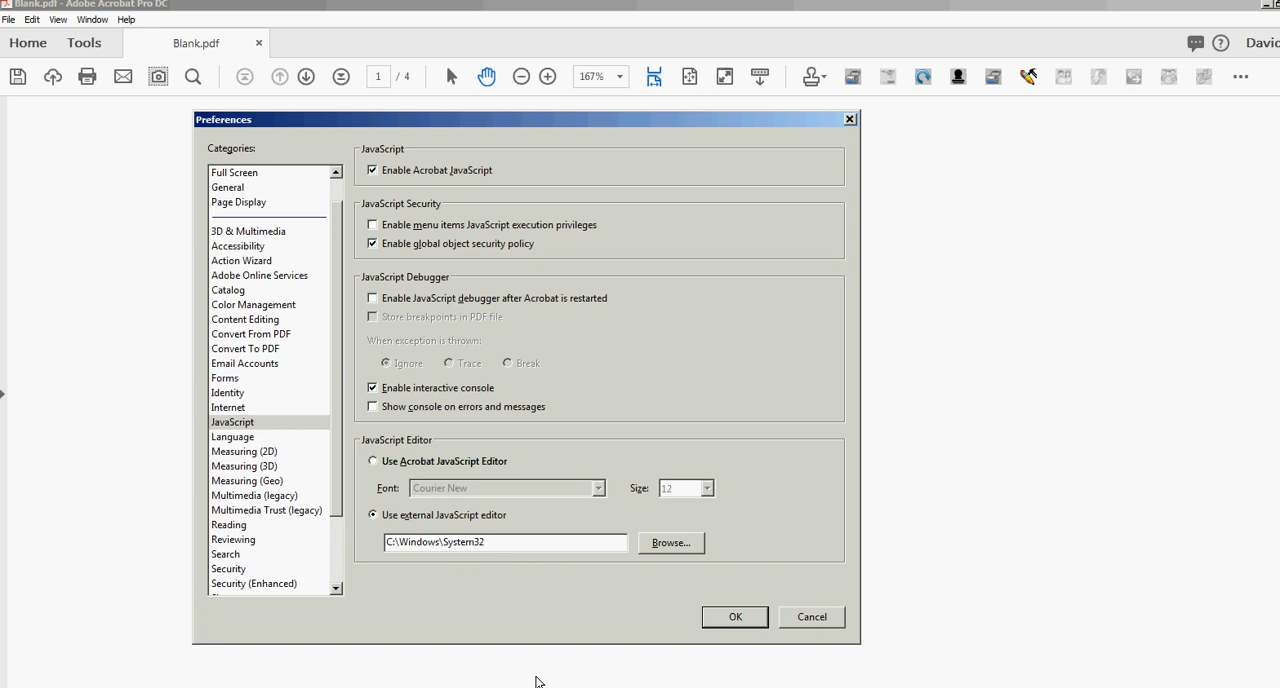 Blank.pdf - Adobe Acrobat Pro DC
File Edit View Window Help
Home Tools Blank.pdf × ? Davic
1 / 4 167%
Preferences
Categories:
Full Screen
General
Page Display
3D & Multimedia
Accessibility
Action Wizard
Adobe Online Services
Catalog
Color Management
Content Editing
Convert From PDF
Convert To PDF
Email Accounts
Forms
Identity
Internet
JavaScript
Language
Measuring (2D)
Measuring (3D)
Measuring (Geo)
Multimedia (legacy)
Multimedia Trust (legacy)
Reading
Reviewing
Search
Security
Security (Enhanced)
JavaScript
Enable Acrobat JavaScript
JavaScript Security
Enable menu items JavaScript execution privileges
Enable global object security policy
JavaScript Debugger
Enable JavaScript debugger after Acrobat is restarted
Store breakpoints in PDF file
When exception is thrown:
Ignore Trace Break
Enable interactive console
Show console on errors and messages
JavaScript Editor
Use Acrobat JavaScript Editor
Font: Courier New Size: 12
Use external JavaScript editor
C:\Windows\System32 Browse...
OK Cancel